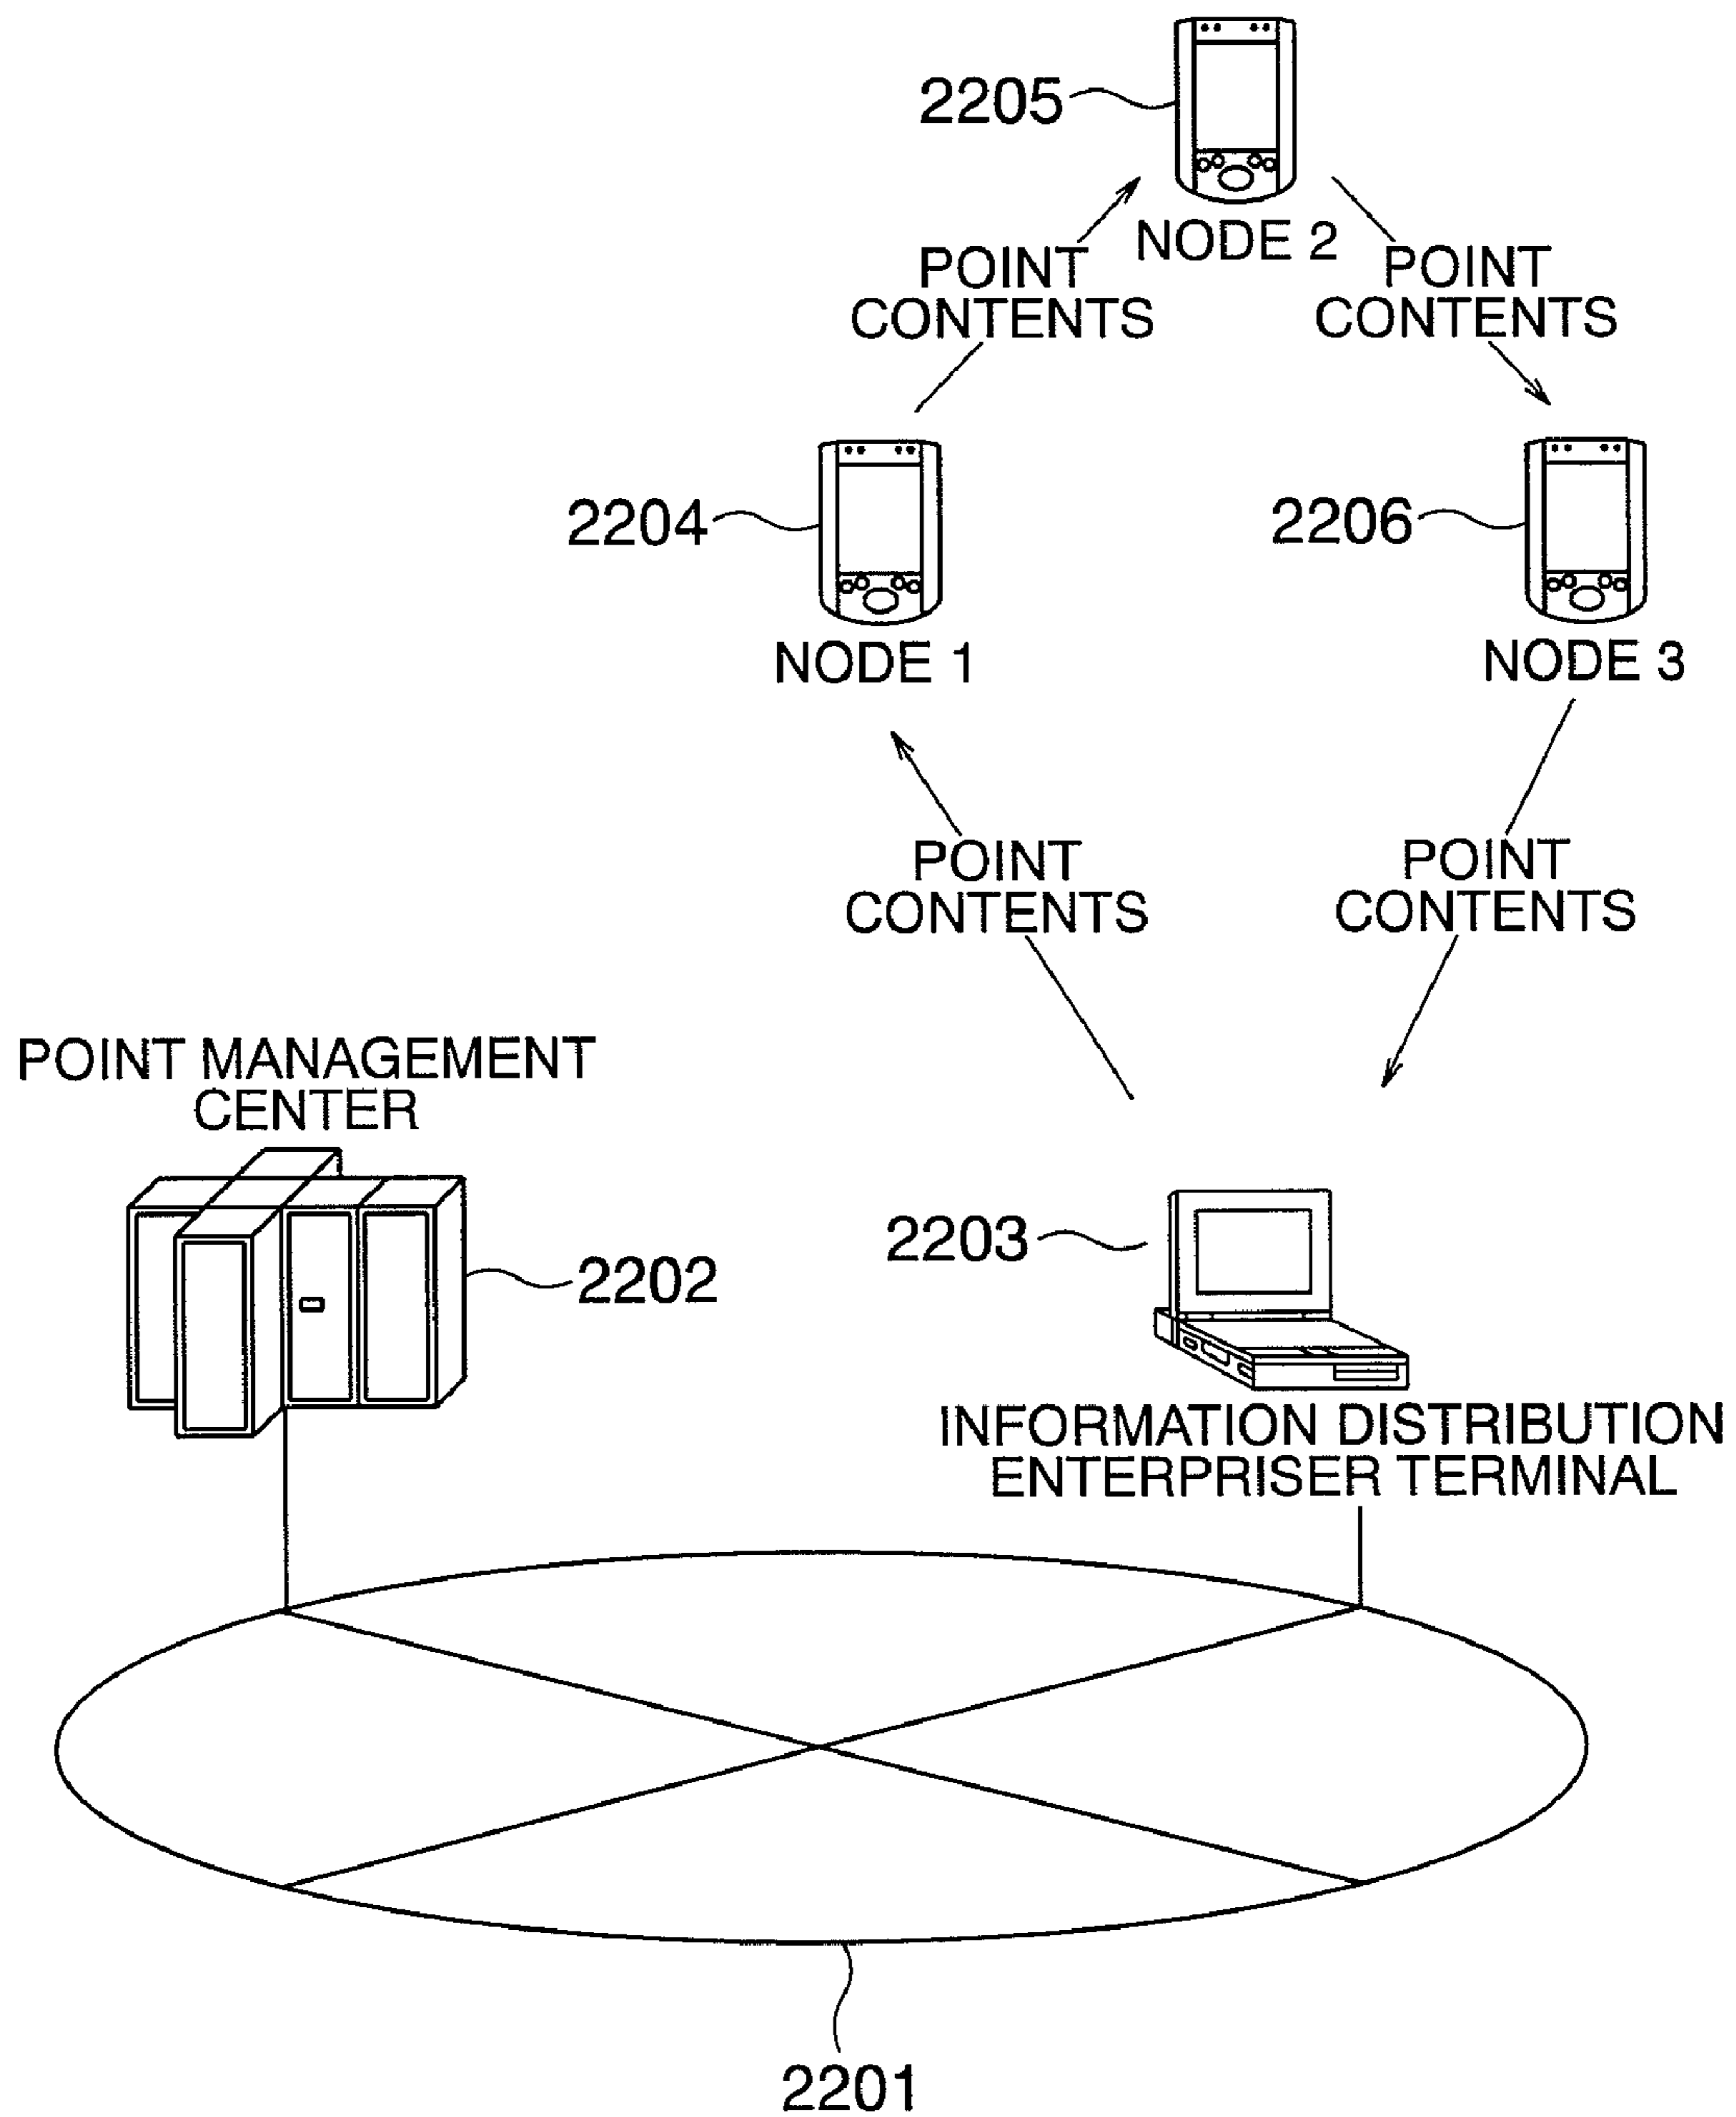 2205
NODE 2
POINT
CONTENTS
POINT
CONTENTS
2204
2206
NODE 1
NODE 3
POINT
CONTENTS
POINT
CONTENTS
POINT MANAGEMENT
CENTER
2203
2202
INFORMATION DISTRIBUTION
ENTERPRISER TERMINAL
2201